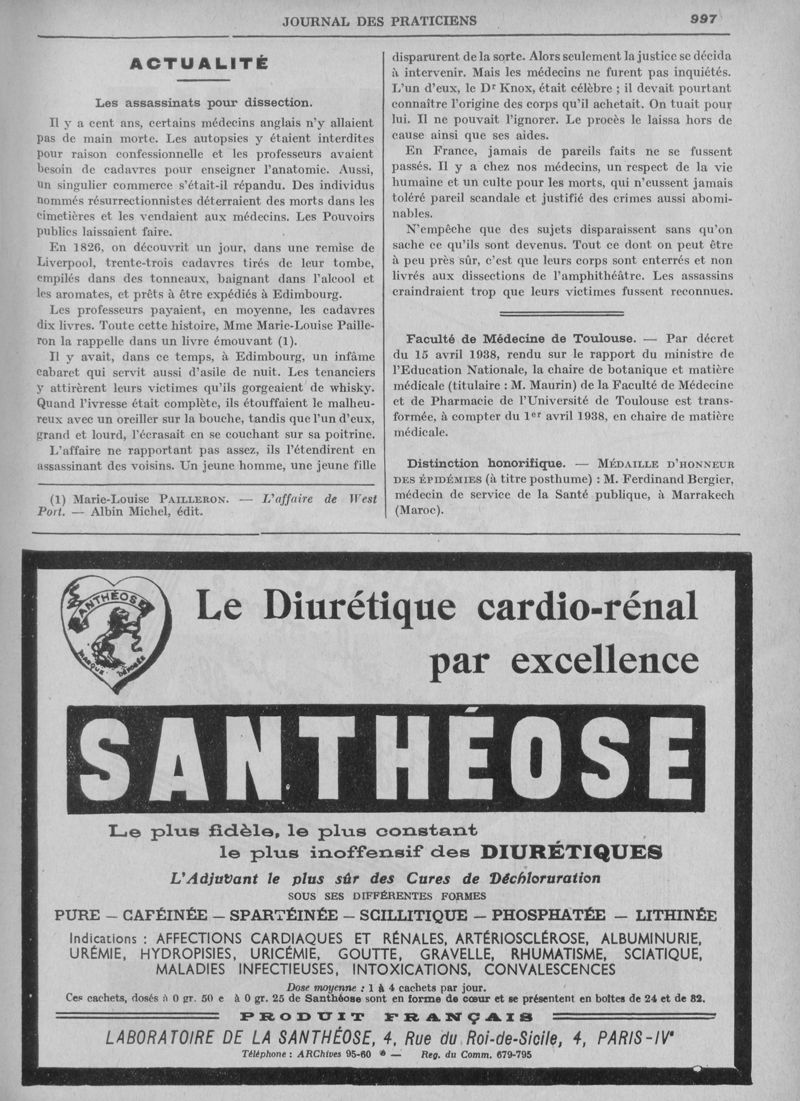 JOURNAL DES PRATICIENS
997
ACTUALITÉ
Les assassinats pour dissection.
Il y a cent ans, certains médecins anglais n'y allaient
pas de main morte. Les autopsies y étaient interdites
pour raison confessionnelle et les professeurs avaient
besoin de cadavres pour enseigner l'anatomie. Aussi,
un singulier commerce s'était-il répandu. Des individus
nommés résurrectionnistes déterraient des morts dans les
cimetières et les vendaient aux médecins. Les Pouvoirs
publics laissaient faire.
En 1826, on découvrit un jour, dans une remise de
Liverpool, trente-trois cadavres tirés de leur tombe,
empilés dans des tonneaux, baignant dans l'alcool et
les aromates, et prêts à être expédiés à Edimbourg.
Les professeurs payaient, en moyenne, les cadavres
dix livres. Toute cette histoire, Mme Marie-Louise Paille-
ron la rappelle dans un livre émouvant (1).
Il y avait, dans ce temps, à Edimbourg, un infâme
cabaret qui servit aussi d'asile de nuit. Les tenanciers
y attirèrent leurs victimes qu'ils gorgeaient de whisky.
Quand l'ivresse était complète, ils étouffaient le malheu-
reux avec un oreiller sur la bouche, tandis que l'un d'eux,
grand et lourd, l'écrasait en se couchant sur sa poitrine.
L'affaire ne rapportant pas assez, ils l'étendirent en
assassinant des voisins. Un jeune homme, une jeune fille
(1) Marie-Louise PAILLERON. — L'affaire de West
Port. — Albin Michel, édit.
disparurent de la sorte. Alors seulement la justice se décida
à intervenir. Mais les médecins ne furent pas inquiétés.
L'un d'eux, le Dr Knox, était célèbre ; il devait pourtant
connaître l'origine des corps qu'il achetait. On tuait pour
lui. Il ne pouvait l'ignorer. Le procès le laissa hors de
cause ainsi que ses aides.
En France, jamais de pareils faits ne se fussent
passés. Il y a chez nos médecins, un respect de la vie
humaine et un culte pour les morts, qui n'eussent jamais
toléré pareil scandale et justifié des crimes aussi abomi-
nables.
N'empêche que des sujets disparaissent sans qu'on
sache ce qu'ils sont devenus. Tout ce dont on peut être
à peu près sûr, c'est que leurs corps sont enterrés et non
livrés aux dissections de l'amphithéâtre. Les assassins
craindraient trop que leurs victimes fussent reconnues.
Faculté de Médecine de Toulouse. — Par décret
du 15 avril 1938, rendu sur le rapport du ministre de
l'Education Nationale, la chaire de botanique et matière
médicale (titulaire : M. Maurin) de la Faculté de Médecine
et de Pharmacie de l'Université de Toulouse est trans-
formée, à compter du 1er avril 1938, en chaire de matière
médicale.
Distinction honorifique. — MÉDAILLE D'HONNEUR
DES ÉPIDÉMIES (à titre posthume) : M. Ferdinand Bergier,
médecin de service de la Santé publique, à Marrakech
(Maroc).
SANTHÉOSE
MARQUE DÉPOSÉE
Le Diurétique cardio-rénal
par excellence
SANTHÉOSE
Le plus fidèle, le plus constant
le plus inoffensif des DIURÉTIQUES
L'Adjuvant le plus sûr des Cures de Déchloruration
SOUS SES DIFFÉRENTES FORMES
PURE — CAFÉINÉE — SPARTÉINÉE — SCILLITIQUE — PHOSPHATÉE — LITHINÉE
Indications : AFFECTIONS CARDIAQUES ET RÉNALES, ARTÉRIOSCLÉROSE, ALBUMINURIE,
URÉMIE, HYDROPISIES, URICÉMIE, GOUTTE, GRAVELLE, RHUMATISME, SCIATIQUE,
MALADIES INFECTIEUSES, INTOXICATIONS, CONVALESCENCES
Dose moyenne : 1 à 4 cachets par jour.
Ces cachets, dosés à 0 gr. 50 e à 0 gr. 25 de Santhéose sont en forme de cœur et se présentent en boîtes de 24 et de 32.
PRODUIT FRANÇAIS
LABORATOIRE DE LA SANTHÉOSE, 4, Rue du Roi-de-Sicile, 4, PARIS-IVe
Téléphone : ARChives 95-60 — Reg. du Comm. 679-795